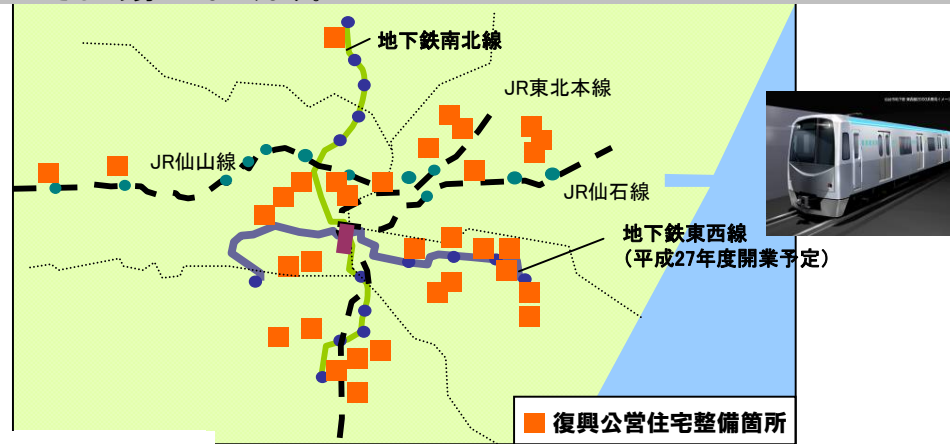 地下鉄南北線
JR東北本線
JR仙山線
JR仙石線
地下鉄東西線
(平成27年度開業予定)
復興公営住宅整備箇所